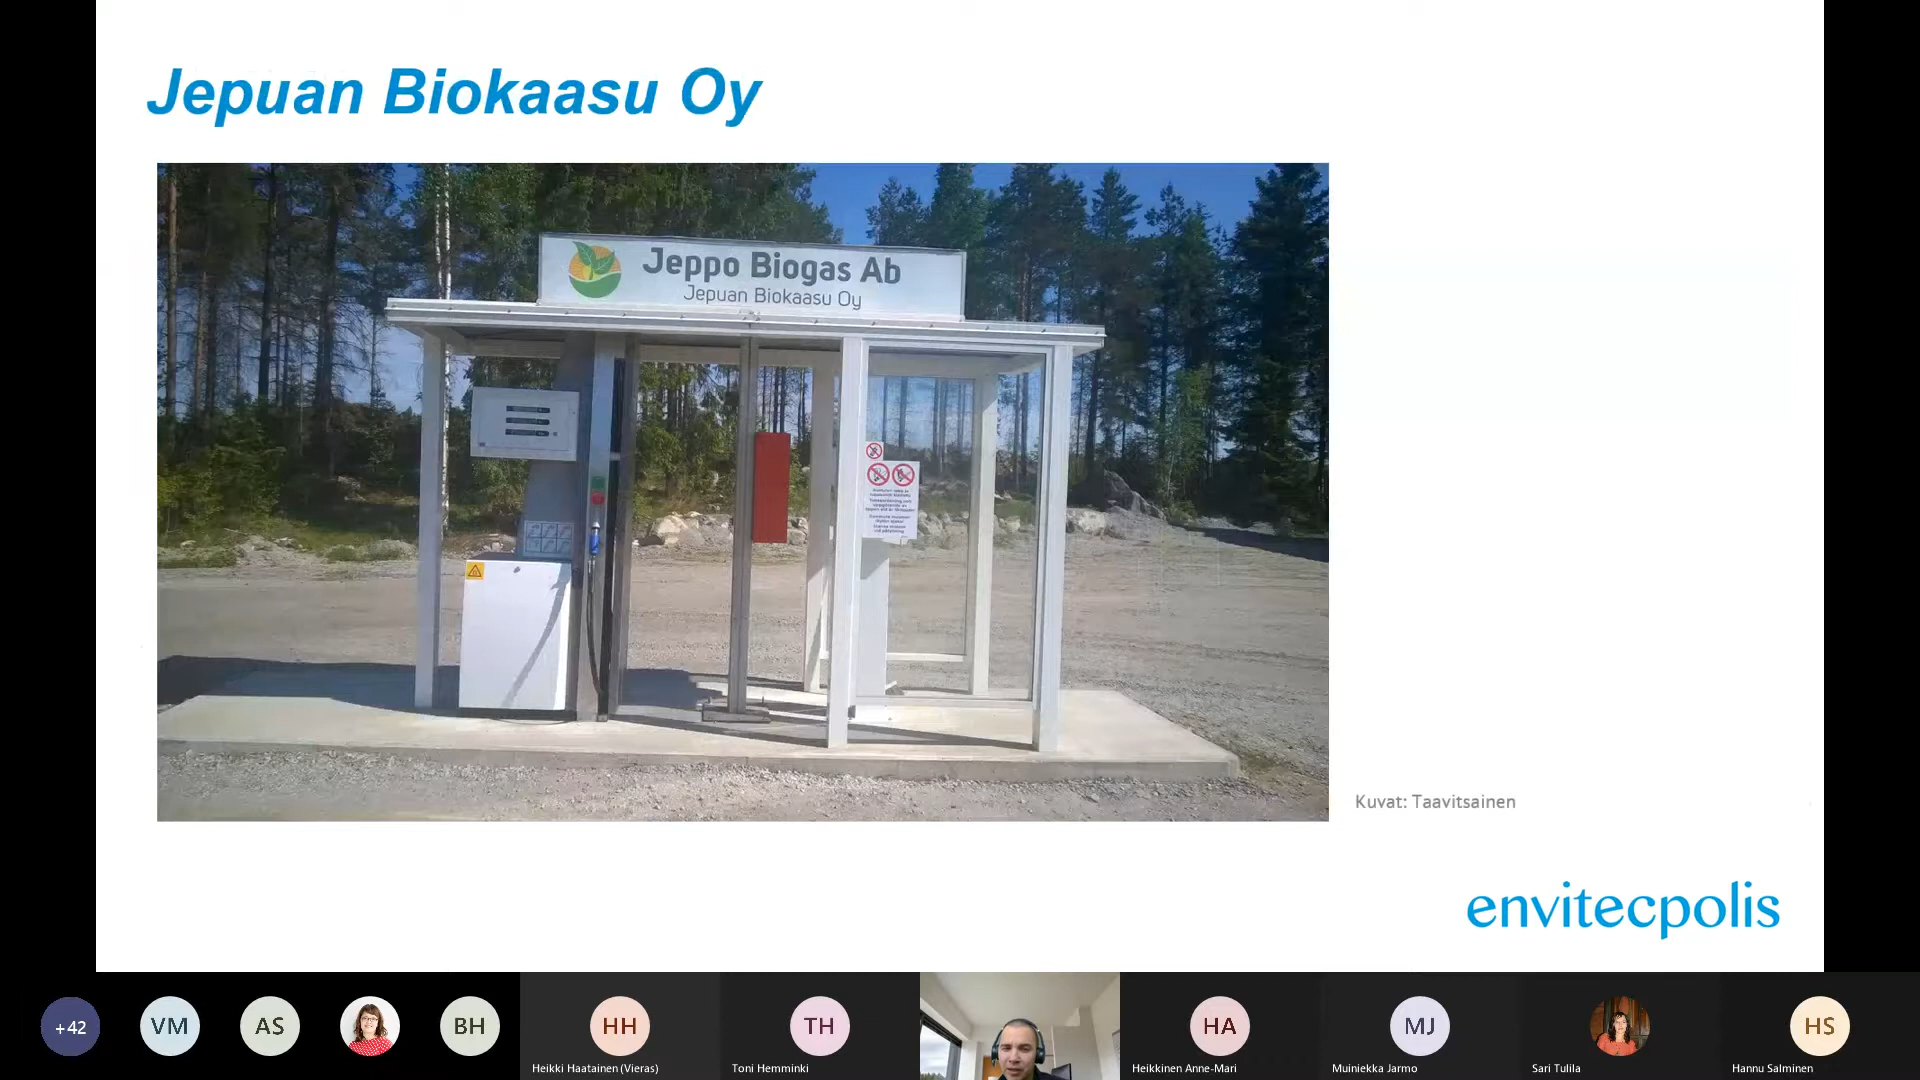 Jepuan Biokaasu Oy
Jeppo Biogas Ab
Jepuan Biokaasu Oy
Kuvat: Taavitsainen
envitecpolis
+42
VM
AS
BH
HH
TH
HA
MJ
HS
Heikki Haatainen (Vieras)
Toni Hemminki
Heikkinen Anne-Mari
Muiniekka Jarmo
Sari Tulila
Hannu Salminen